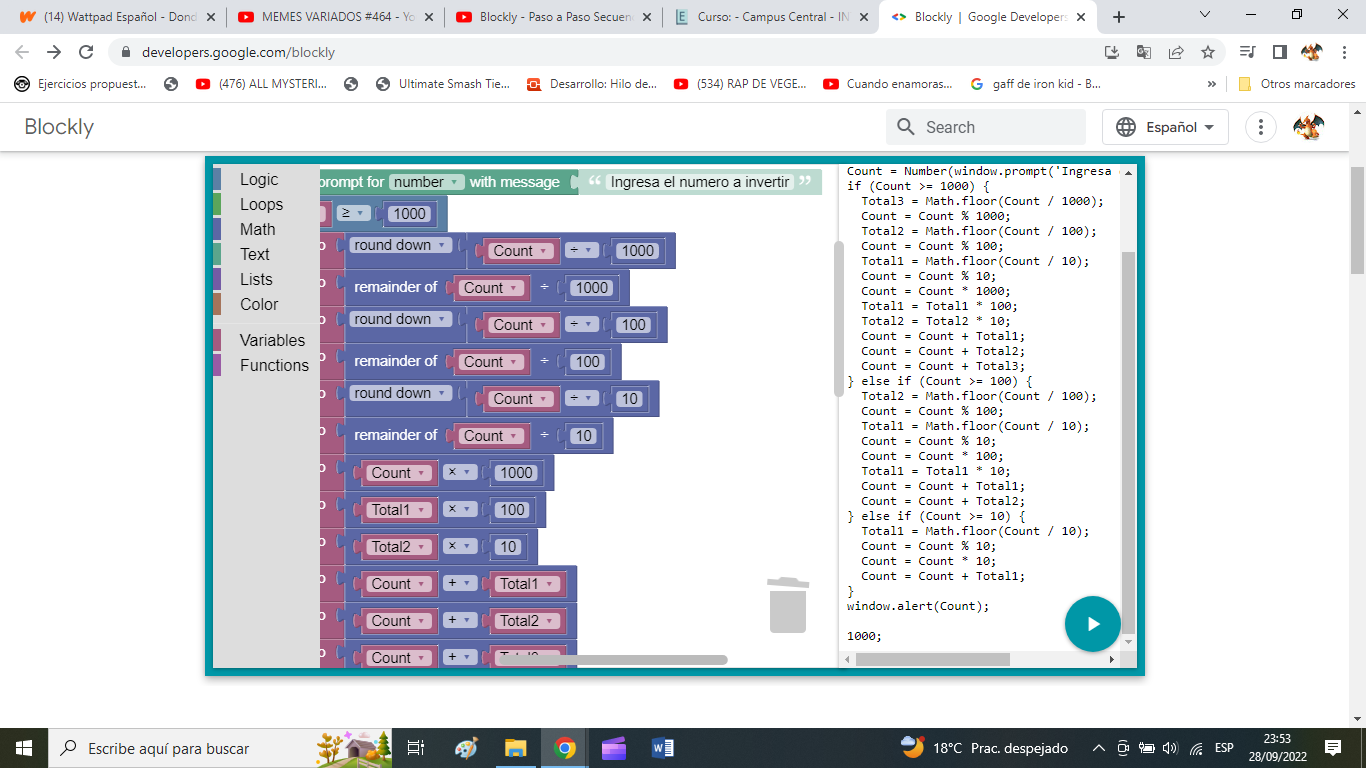 (14) Wattpad Español - Dond
MEMES VARIADOS #464 - Yo
Blockly - Paso a Paso Secuen
Curso: - Campus Central - IN
Blockly | Google Developers
developers.google.com/blockly
Ejercicios propuest...
(476) ALL MYSTERI...
Ultimate Smash Tie...
Desarrollo: Hilo de...
(534) RAP DE VEGE...
Cuando enamoras...
gaff de iron kid - B...
»
Otros marcadores
Blockly
Search
Español
Logic
Loops
Math
Text
Lists
Color
Variables
Functions
prompt for number with message “ Ingresa el numero a invertir ”
≥ 1000
round down Count ÷ 1000
remainder of Count ÷ 1000
round down Count ÷ 100
remainder of Count ÷ 100
round down Count ÷ 10
remainder of Count ÷ 10
Count × 1000
Total1 × 100
Total2 × 10
Count + Total1
Count + Total2
Count +
Count = Number(window.prompt('Ingresa
if (Count >= 1000) {
Total3 = Math.floor(Count / 1000);
Count = Count % 1000;
Total2 = Math.floor(Count / 100);
Count = Count % 100;
Total1 = Math.floor(Count / 10);
Count = Count % 10;
Count = Count * 1000;
Total1 = Total1 * 100;
Total2 = Total2 * 10;
Count = Count + Total1;
Count = Count + Total2;
Count = Count + Total3;
} else if (Count >= 100) {
Total2 = Math.floor(Count / 100);
Count = Count % 100;
Total1 = Math.floor(Count / 10);
Count = Count % 10;
Count = Count * 100;
Total1 = Total1 * 10;
Count = Count + Total1;
Count = Count + Total2;
} else if (Count >= 10) {
Total1 = Math.floor(Count / 10);
Count = Count % 10;
Count = Count * 10;
Count = Count + Total1;
}
window.alert(Count);
1000;
Escribe aquí para buscar
18°C Prac. despejado
ESP
23:53
28/09/2022